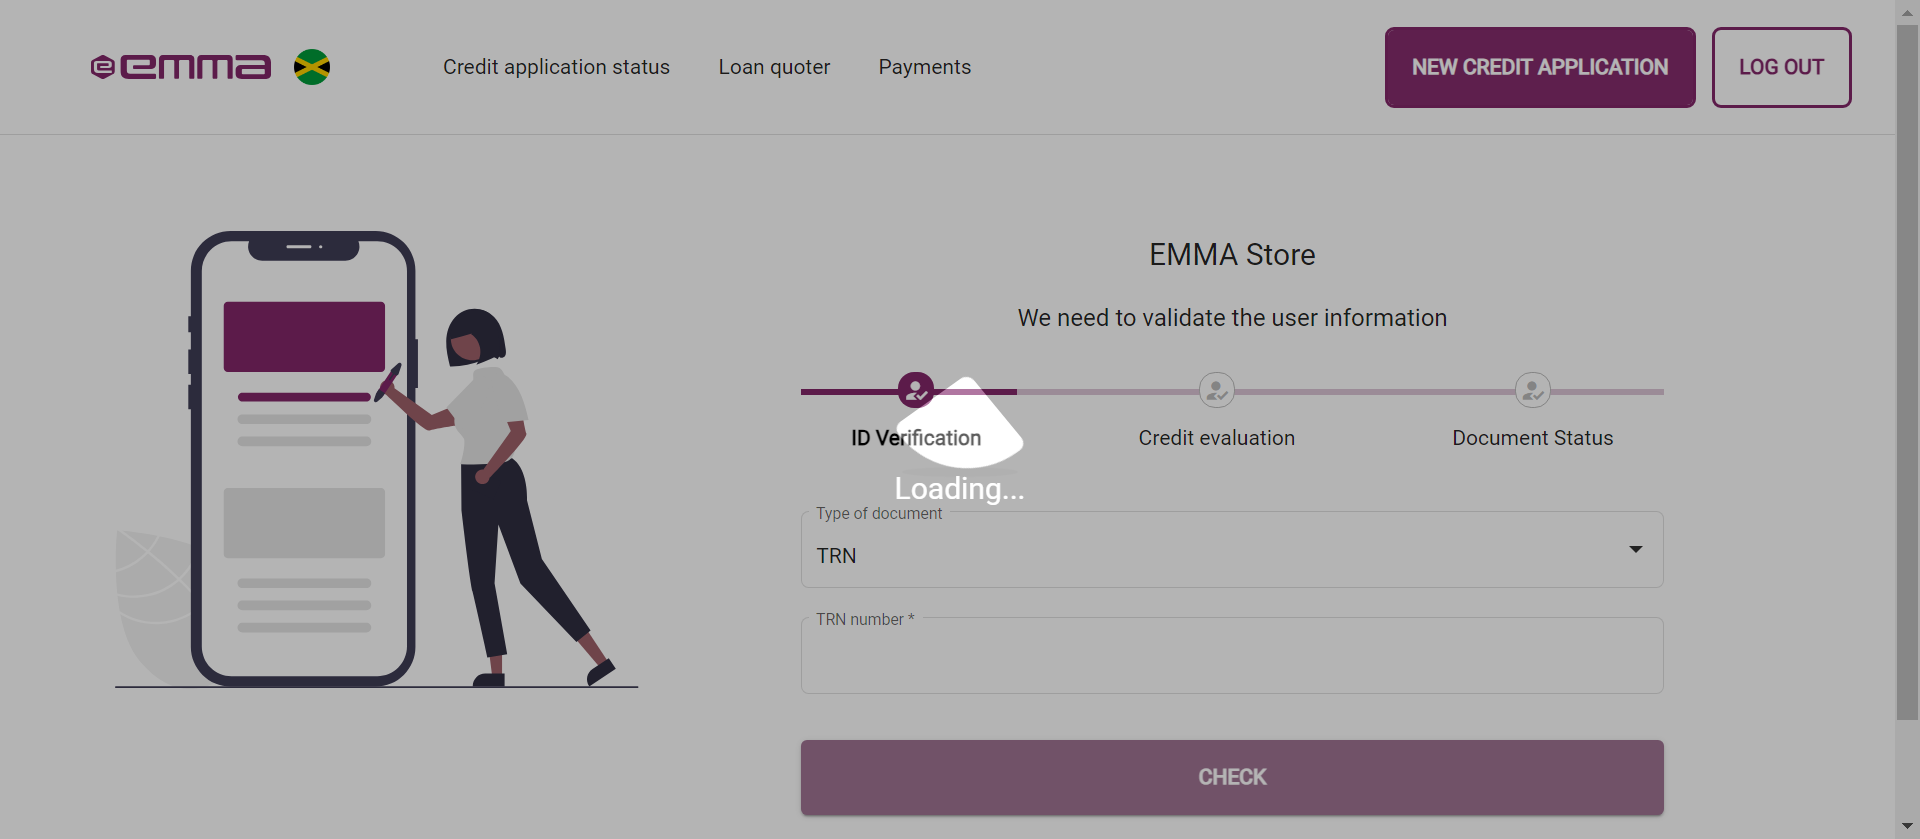 emma
Credit application status
Loan quoter
Payments
NEW CREDIT APPLICATION
LOG OUT
EMMA Store
We need to validate the user information
ID Verification
Credit evaluation
Document Status
Loading...
Type of document
TRN
TRN number *
CHECK